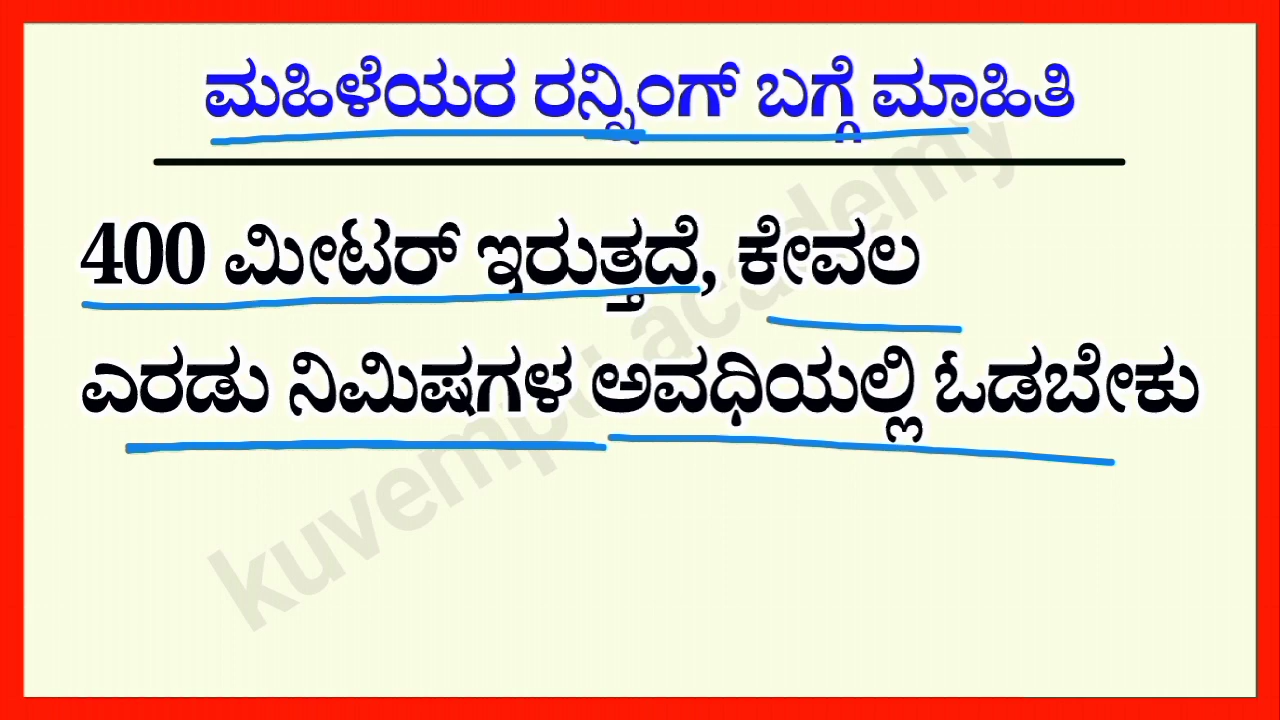 ಮಹಿಳೆಯರ ರನ್ನಿಂಗ್ ಬಗ್ಗೆ ಮಾಹಿತಿ
400 ಮೀಟರ್ ಇರುತ್ತದೆ, ಕೇವಲ
ಎರಡು ನಿಮಿಷಗಳ ಅವಧಿಯಲ್ಲಿ ಓಡಬೇಕು
kuvempu academy